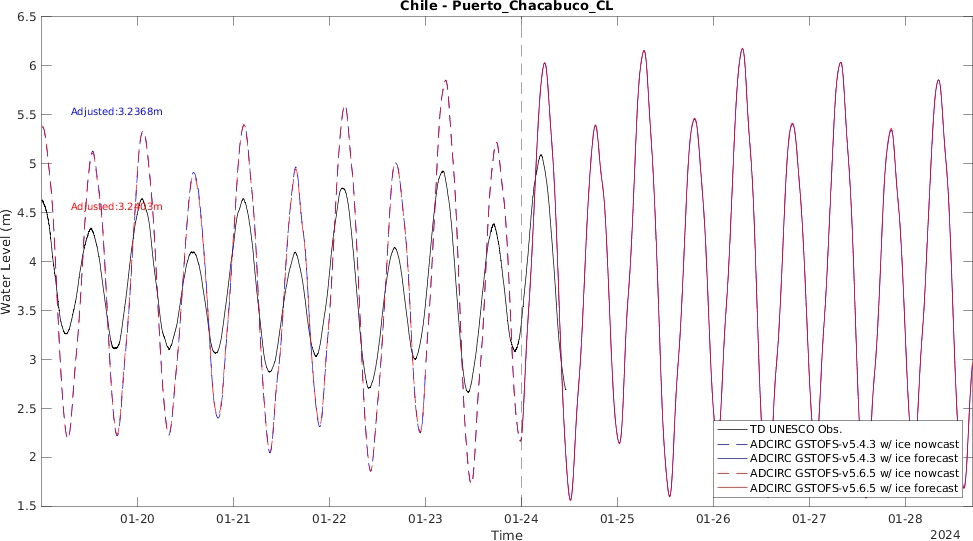 Chile - Puerto_Chacabuco_CL
6.5
6
5.5
5
4.5
4
3.5
3
2.5
2
1.5
Water Level (m)
Adjusted:3.2368m
Adjusted:3.2403m
TD UNESCO Obs.
ADCIRC GSTOFS-v5.4.3 w/ ice nowcast
ADCIRC GSTOFS-v5.4.3 w/ ice forecast
ADCIRC GSTOFS-v5.6.5 w/ ice nowcast
ADCIRC GSTOFS-v5.6.5 w/ ice forecast
01-20 01-21 01-22 01-23 01-24 01-25 01-26 01-27 01-28
Time
2024